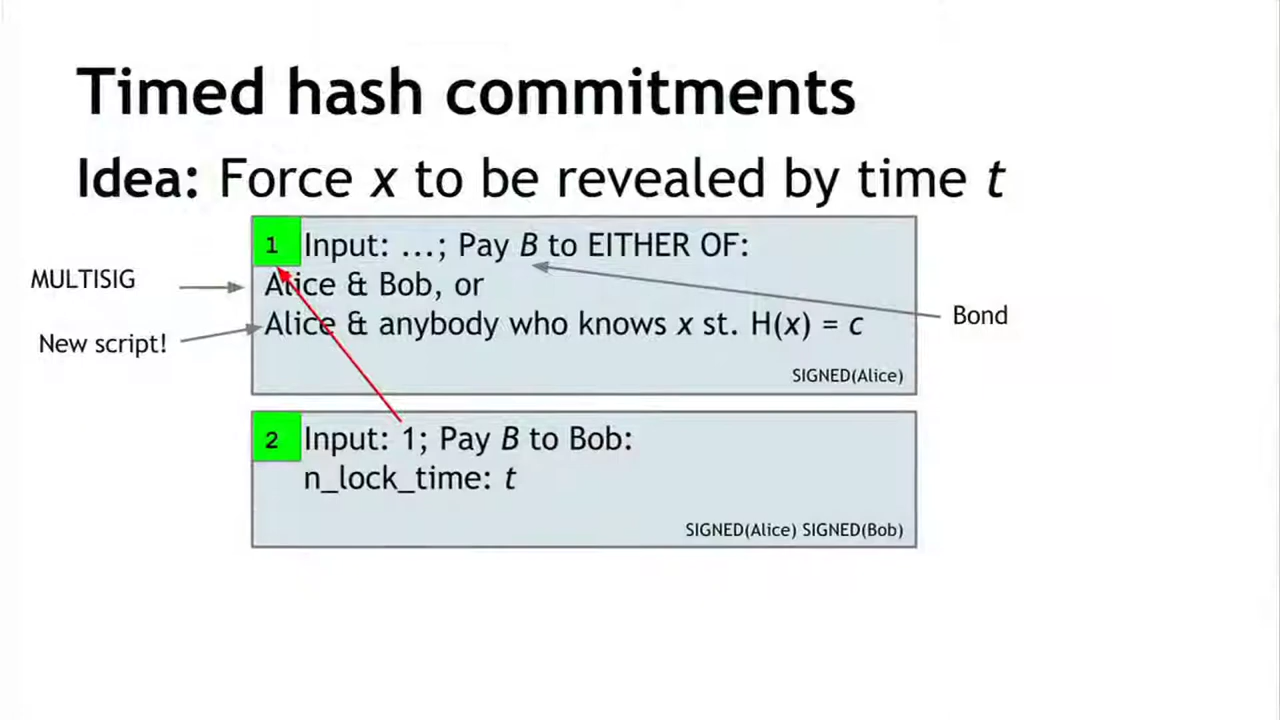 Timed hash commitments
Idea: Force x to be revealed by time t
1 Input: ...; Pay B to EITHER OF:
MULTISIG
Alice & Bob, or
New script!
Alice & anybody who knows x st. H(x) = c
Bond
SIGNED(Alice)
2 Input: 1; Pay B to Bob:
n_lock_time: t
SIGNED(Alice) SIGNED(Bob)